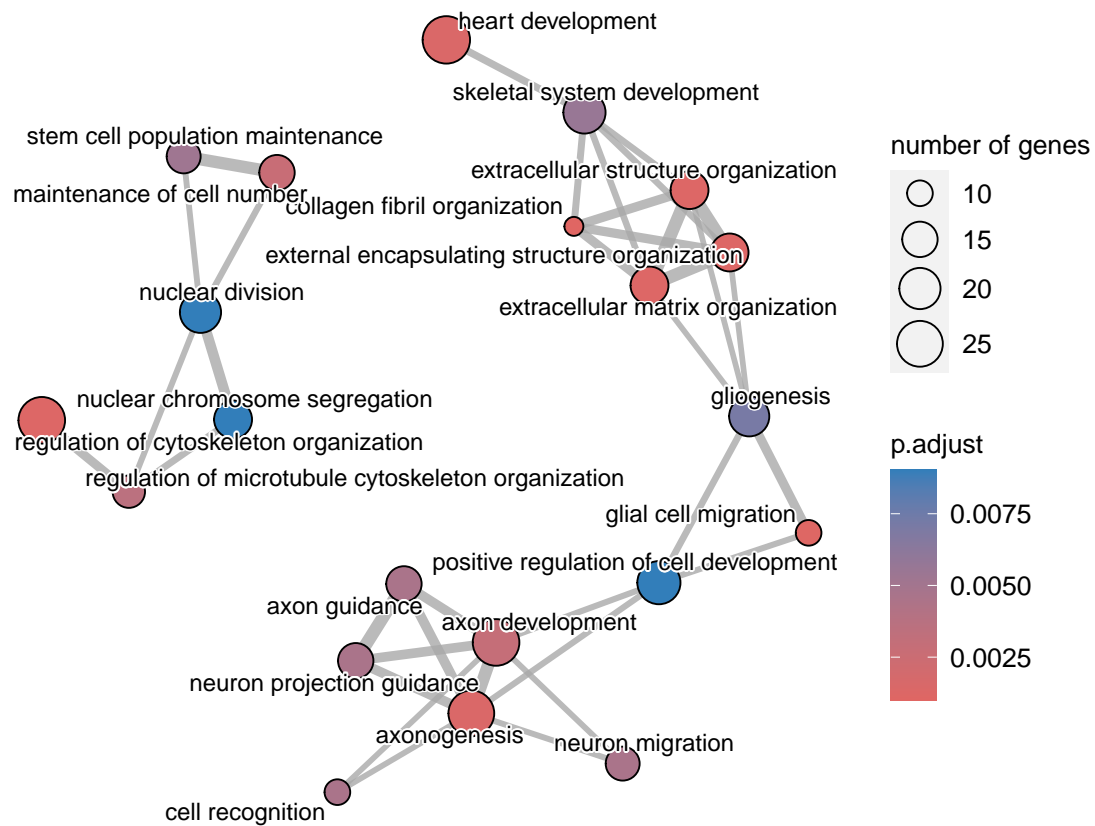 heart development
skeletal system development
stem cell population maintenance
maintenance of cell number
extracellular structure organization
collagen fibril organization
external encapsulating structure organization
extracellular matrix organization
nuclear division
nuclear chromosome segregation
regulation of cytoskeleton organization
regulation of microtubule cytoskeleton organization
gliogenesis
glial cell migration
positive regulation of cell development
axon guidance
axon development
neuron projection guidance
axonogenesis
neuron migration
cell recognition
number of genes
10
15
20
25
p.adjust
0.0075
0.0050
0.0025